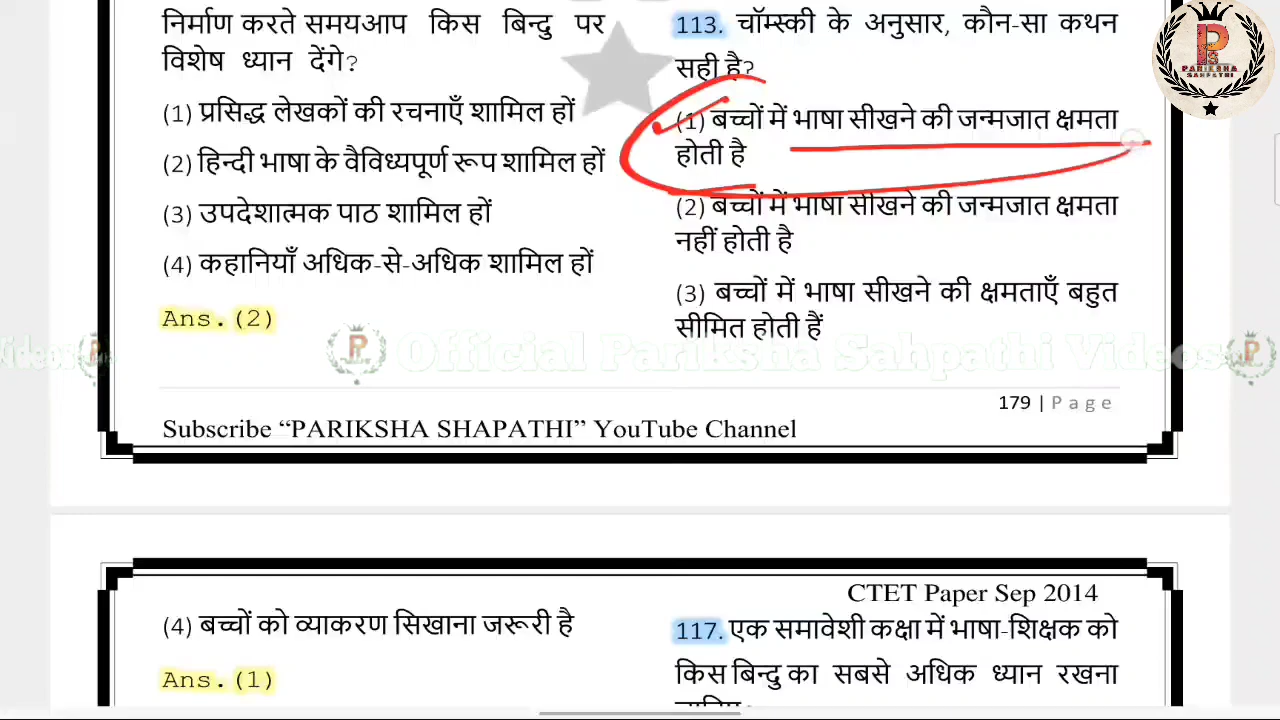 निर्माण करते समयआप किस बिन्दु पर
विशेष ध्यान देंगे?
(1) प्रसिद्ध लेखकों की रचनाएँ शामिल हों
(2) हिन्दी भाषा के वैविध्यपूर्ण रूप शामिल हों
(3) उपदेशात्मक पाठ शामिल हों
(4) कहानियाँ अधिक-से-अधिक शामिल हों
Ans.(2)
113. चॉम्स्की के अनुसार, कौन-सा कथन
सही है?
(1) बच्चों में भाषा सीखने की जन्मजात क्षमता
होती है
(2) बच्चों में भाषा सीखने की जन्मजात क्षमता
नहीं होती है
(3) बच्चों में भाषा सीखने की क्षमताएँ बहुत
सीमित होती हैं
PARIKSHA
SAHPATHI
Videos
Official Pariksha Sahpathi Videos
179 | Page
Subscribe “PARIKSHA SHAPATHI” YouTube Channel
CTET Paper Sep 2014
(4) बच्चों को व्याकरण सिखाना जरूरी है
Ans.(1)
117. एक समावेशी कक्षा में भाषा-शिक्षक को
किस बिन्दु का सबसे अधिक ध्यान रखना